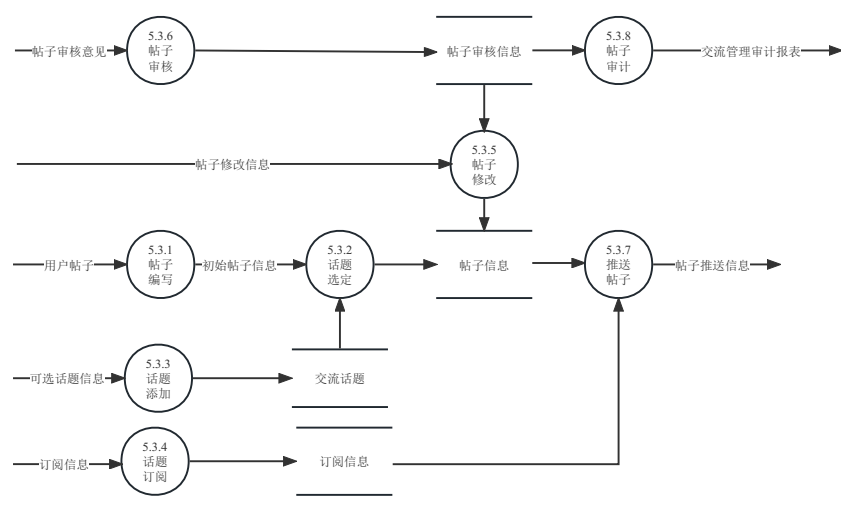 帖子审核意见
5.3.6
帖子
审核
帖子审核信息
5.3.8
帖子
审计
交流管理审计报表
帖子修改信息
5.3.5
帖子
修改
用户帖子
5.3.1
帖子
编写
初始帖子信息
5.3.2
话题
选定
帖子信息
5.3.7
推送
帖子
帖子推送信息
可选话题信息
5.3.3
话题
添加
交流话题
订阅信息
5.3.4
话题
订阅
订阅信息